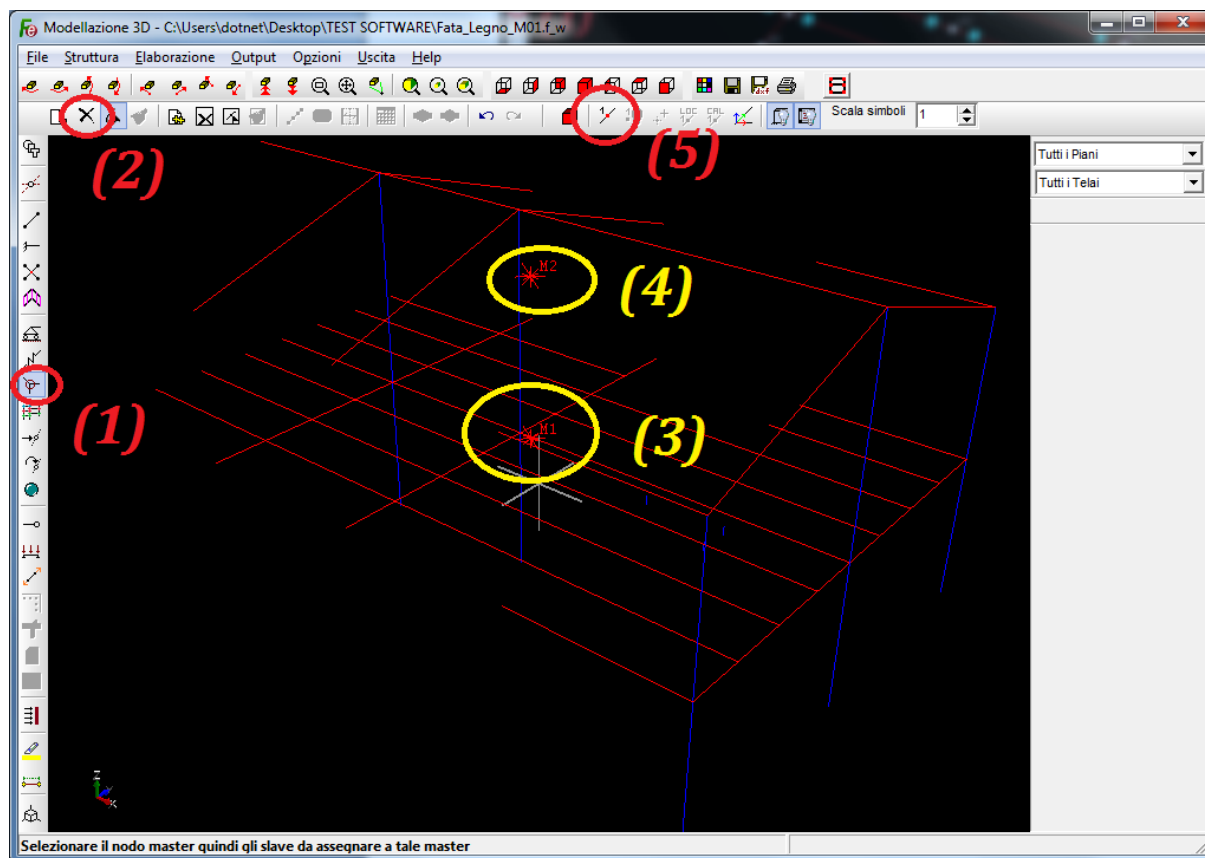 Modellazione 3D - C:\Users\dotnet\Desktop\TEST SOFTWARE\Fata_Legno_M01.f_w
File Struttura Elaborazione Output Opzioni Uscita Help
Scala simboli 1
(2)
(5)
Tutti i Piani
Tutti i Telai
M2
(4)
(1)
M1
(3)
Z
Selezionare il nodo master quindi gli slave da assegnare a tale master